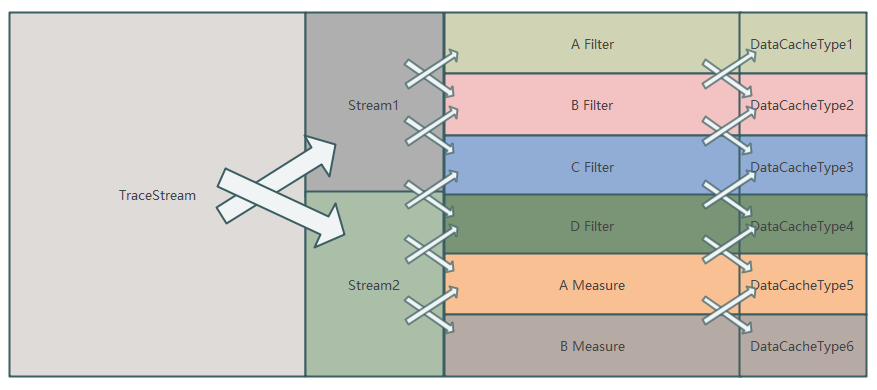 A Filter
DataCacheType1
Stream1
B Filter
DataCacheType2
C Filter
DataCacheType3
TraceStream
D Filter
DataCacheType4
Stream2
A Measure
DataCacheType5
B Measure
DataCacheType6